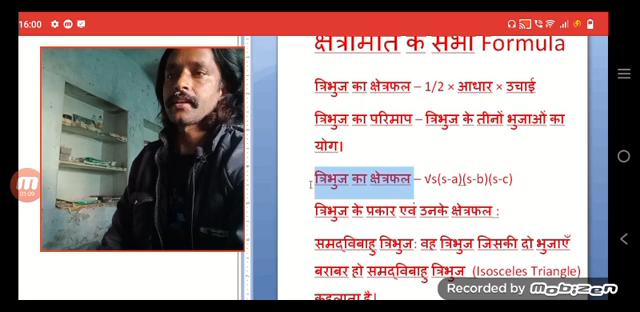 16:00
क्षेत्रमिति के सभी Formula
त्रिभुज का क्षेत्रफल – 1/2 × आधार × उचाई
त्रिभुज का परिमाप – त्रिभुज के तीनों भुजाओं का
योग।
त्रिभुज का क्षेत्रफल – √s(s-a)(s-b)(s-c)
त्रिभुज के प्रकार एवं उनके क्षेत्रफल :
समद्विबाहु त्रिभुज: वह त्रिभुज जिसकी दो भुजाएँ
बराबर हो समद्विबाहु त्रिभुज (Isosceles Triangle)
कहलाता है।
Recorded by mobizen